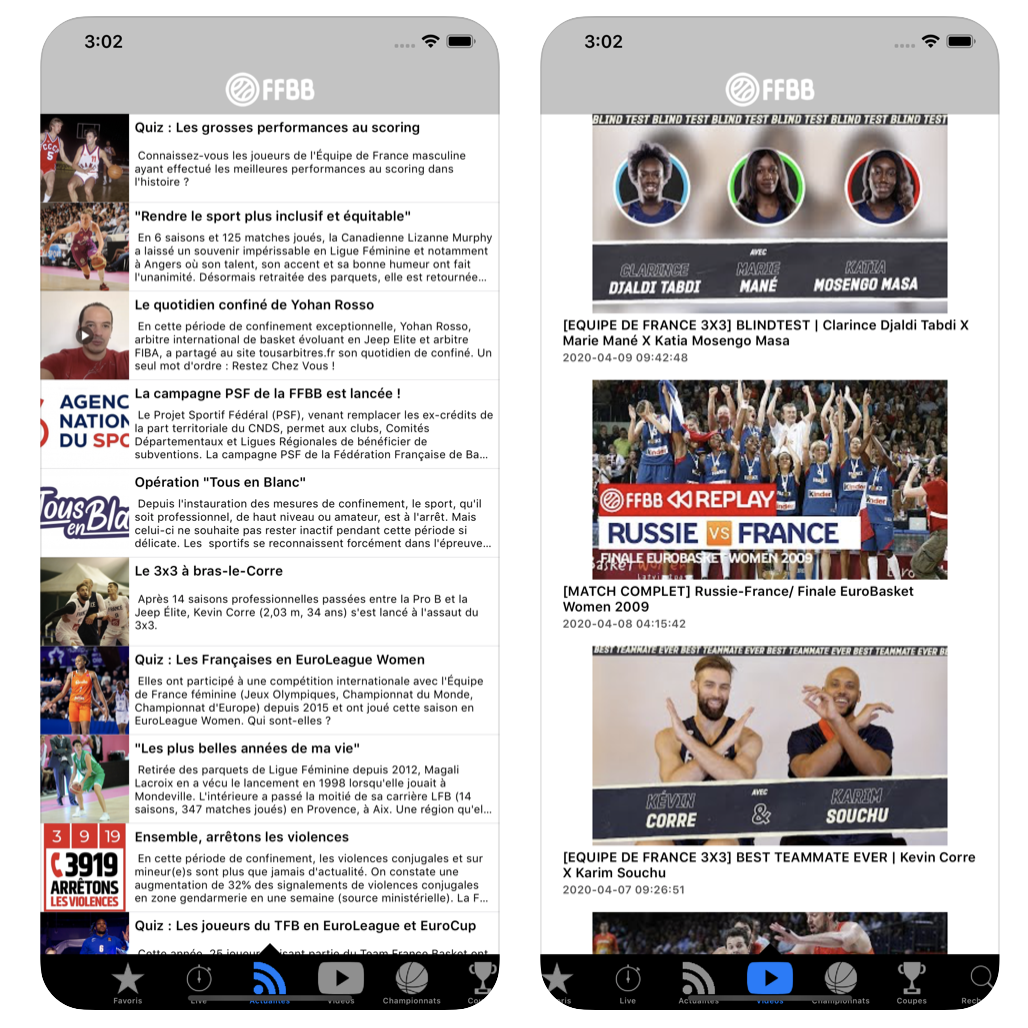 3:02
FFBB
Quiz : Les grosses performances au scoring
Connaissez-vous les joueurs de l'Équipe de France masculine
ayant effectué les meilleures performances au scoring dans
l'histoire ?
"Rendre le sport plus inclusif et équitable"
En 6 saisons et 125 matches joués, la Canadienne Lizanne Murphy
a laissé un souvenir impérissable en Ligue Féminine et notamment
à Angers où son talent, son accent et sa bonne humeur ont fait
l'unanimité. Désormais retraitée des parquets, elle est retournée...
Le quotidien confiné de Yohan Rosso
En cette période de confinement exceptionnelle, Yohan Rosso,
arbitre international de basket évoluant en Jeep Elite et arbitre
FIBA, a partagé au site tousarbitres.fr son quotidien de confiné. Un
seul mot d'ordre : Restez Chez Vous !
AGENC
NATION
DU SPO
La campagne PSF de la FFBB est lancée !
Le Projet Sportif Fédéral (PSF), venant remplacer les ex-crédits de
la part territoriale du CNDS, permet aux clubs, Comités
Départementaux et Ligues Régionales de bénéficier de
subventions. La campagne PSF de la Fédération Française de Ba...
Tous
en Bla
Opération "Tous en Blanc"
Depuis l'instauration des mesures de confinement, le sport, qu'il
soit professionnel, de haut niveau ou amateur, est à l'arrêt. Mais
celui-ci ne souhaite pas rester inactif pendant cette période si
délicate. Les sportifs se reconnaissent forcément dans l'épreuve...
Le 3x3 à bras-le-Corre
Après 14 saisons professionnelles passées entre la Pro B et la
Jeep Élite, Kevin Corre (2,03 m, 34 ans) s'est lancé à l'assaut du
3x3.
Quiz : Les Françaises en EuroLeague Women
Elles ont participé à une compétition internationale avec l'Équipe
de France féminine (Jeux Olympiques, Championnat du Monde,
Championnat d'Europe) depuis 2015 et ont joué cette saison en
EuroLeague Women. Qui sont-elles ?
"Les plus belles années de ma vie"
Retirée des parquets de Ligue Féminine depuis 2012, Magali
Lacroix en a vécu le lancement en 1998 lorsqu'elle jouait à
Mondeville. L'intérieure a passé la moitié de sa carrière LFB (14
saisons, 347 matches joués) en Provence, à Aix. Une région qu'el...
3 9 19
3919
ARRÊTONS
LES VIOLENCES
Ensemble, arrêtons les violences
En cette période de confinement, les violences conjugales et sur
mineur(e)s sont plus que jamais d'actualité. On constate une
augmentation de 32% des signalements de violences conjugales
en zone gendarmerie en une semaine (source ministérielle). La F...
Quiz : Les joueurs du TFB en EuroLeague et EuroCup
Favoris
Live
Actualités
Vidéos
Championnats
Cou
3:02
FFBB
BLIND TEST BLIND TEST BLIND TEST BLIND TEST BLIND TEST BLIND TEST
AVEC
CLARINCE MARIE KATIA
DJALDI TABDI MANÉ MOSENGO MASA
[EQUIPE DE FRANCE 3X3] BLINDTEST | Clarince Djaldi Tabdi X
Marie Mané X Katia Mosengo Masa
2020-04-09 09:42:48
FFBB REPLAY
RUSSIE VS FRANCE
FINALE EUROBASKET WOMEN 2009
[MATCH COMPLET] Russie-France/ Finale EuroBasket
Women 2009
2020-04-08 04:15:42
BEST TEAMMATE EVER BEST TEAMMATE EVER BEST TEAMMATE EVER BEST TEAMMATE EVER BE
AVEC
KÉVIN KARIM
CORRE & SOUCHU
[EQUIPE DE FRANCE 3X3] BEST TEAMMATE EVER | Kevin Corre
X Karim Souchu
2020-04-07 09:26:51
ris
Live
Actualités
Vidéos
Championnats
Coupes
Rech